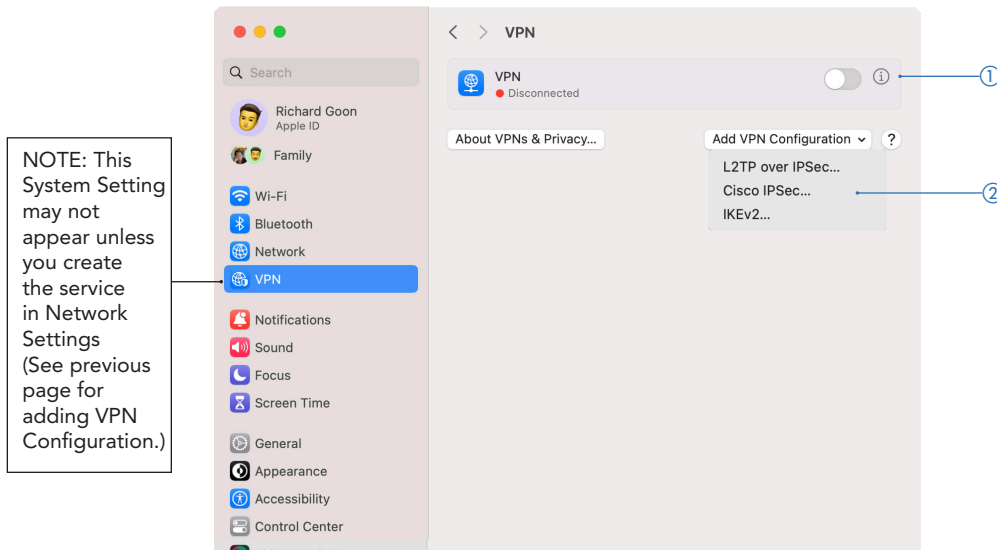 NOTE: This
System Setting
may not
appear unless
you create
the service
in Network
Settings
(See previous
page for
adding VPN
Configuration.)
Search
Richard Goon
Apple ID
Family
Wi-Fi
Bluetooth
Network
VPN
Notifications
Sound
Focus
Screen Time
General
Appearance
Accessibility
Control Center
VPN
VPN
Disconnected
1
About VPNs & Privacy...
Add VPN Configuration
?
L2TP over IPSec...
Cisco IPSec...
IKEv2...
2